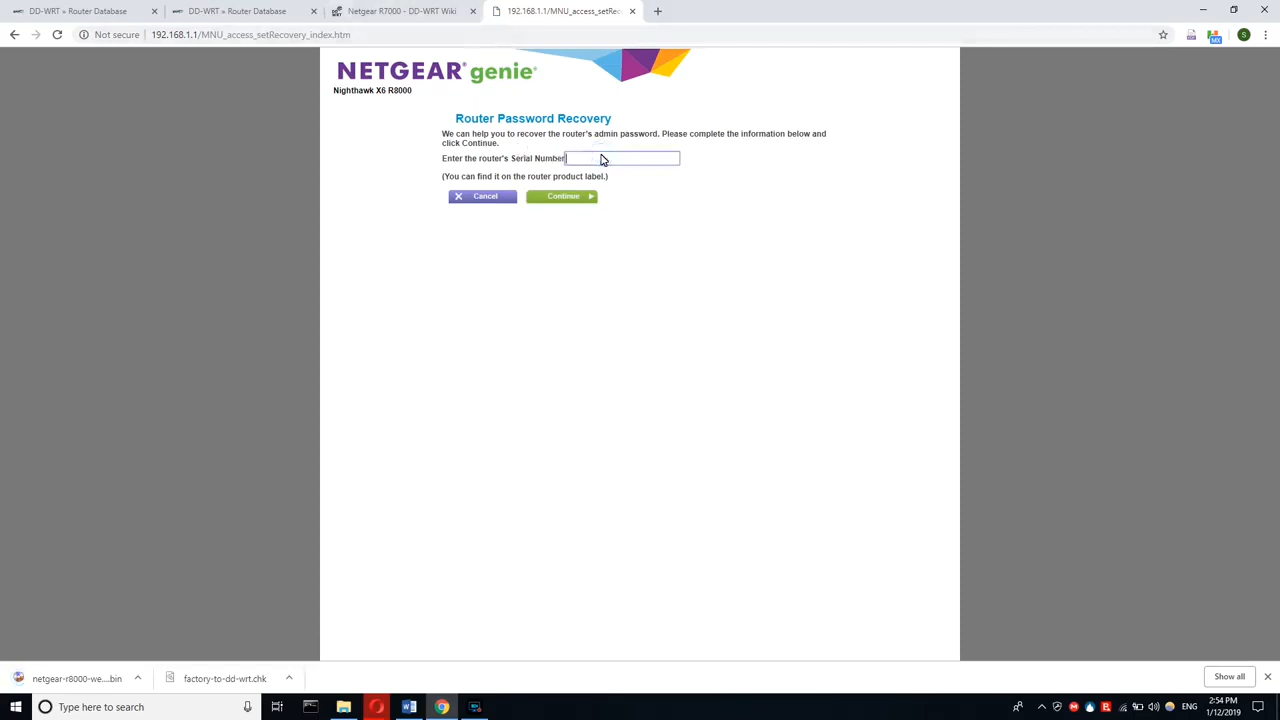 DD-WRT » Router Database
DD-WRT » Router Database
Nighthawk R8000 - DD-WRT Wiki
192.168.1.1/MNU_access_setRec
Not secure
192.168.1.1/MNU_access_setRecovery_index.htm
S
NETGEAR® genie®
Nighthawk X6 R8000
Router Password Recovery
We can help you to recover the router's admin password. Please complete the information below and
click Continue.
Enter the router's Serial Number
(You can find it on the router product label.)
Cancel
Continue
netgear-r8000-we....bin
factory-to-dd-wrt.chk
Show all
Type here to search
ENG
2:54 PM
1/12/2019